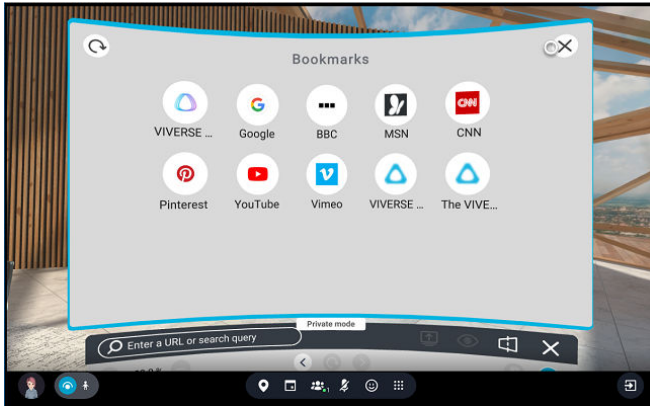 Bookmarks
VIVERSE ...
Google
BBC
MSN
CNN
Pinterest
YouTube
Vimeo
VIVERSE ...
The VIVE...
Private mode
Enter a URL or search query